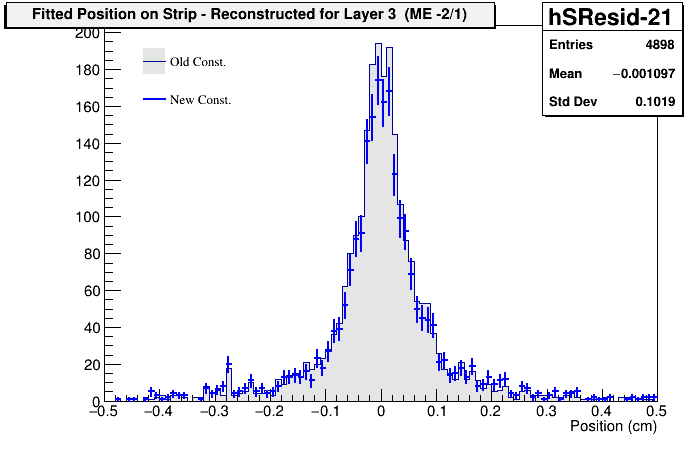 Fitted Position on Strip - Reconstructed for Layer 3 (ME -2/1)
hSResid-21
Entries 4898
Mean −0.001097
Std Dev 0.1019
Old Const.
New Const.
200
180
160
140
120
100
80
60
40
20
0
−0.5 −0.4 −0.3 −0.2 −0.1 0 0.1 0.2 0.3 0.4 0.5
Position (cm)